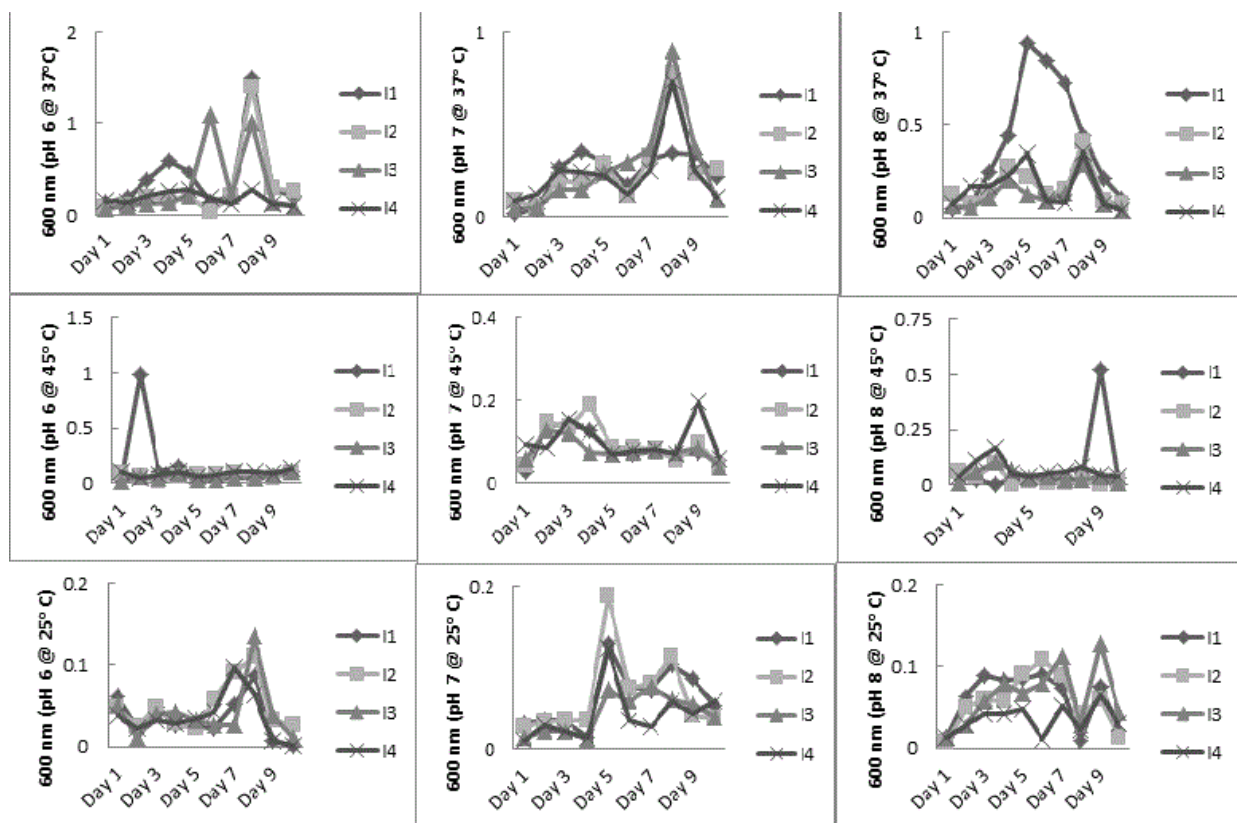 600 nm (pH 6 @ 37° C)
2
1
0
Day 1
Day 3
Day 5
Day 7
Day 9
I1
I2
I3
I4
600 nm (pH 7 @ 37° C)
1
0
Day 1
Day 3
Day 5
Day 7
Day 9
I1
I2
I3
I4
600 nm (pH 8 @ 37° C)
1
0.5
0
Day 1
Day 3
Day 5
Day 7
Day 9
I1
I2
I3
I4
600 nm (pH 6 @ 45° C)
1.5
1
0.5
0
Day 1
Day 3
Day 5
Day 7
Day 9
I1
I2
I3
I4
600 nm (pH 7 @ 45° C)
0.4
0.2
0
Day 1
Day 3
Day 5
Day 7
Day 9
I1
I2
I3
I4
600 nm (pH 8 @ 45° C)
0.75
0.5
0.25
0
Day 1
Day 5
Day 9
I1
I2
I3
I4
600 nm (pH 6 @ 25° C)
0.2
0.1
0
Day 1
Day 3
Day 5
Day 7
Day 9
I1
I2
I3
I4
600 nm (pH 7 @ 25° C)
0.2
0
Day 1
Day 3
Day 5
Day 7
Day 9
I1
I2
I3
I4
600 nm (pH 8 @ 25° C)
0.2
0.1
0
Day 1
Day 3
Day 5
Day 7
Day 9
I1
I2
I3
I4